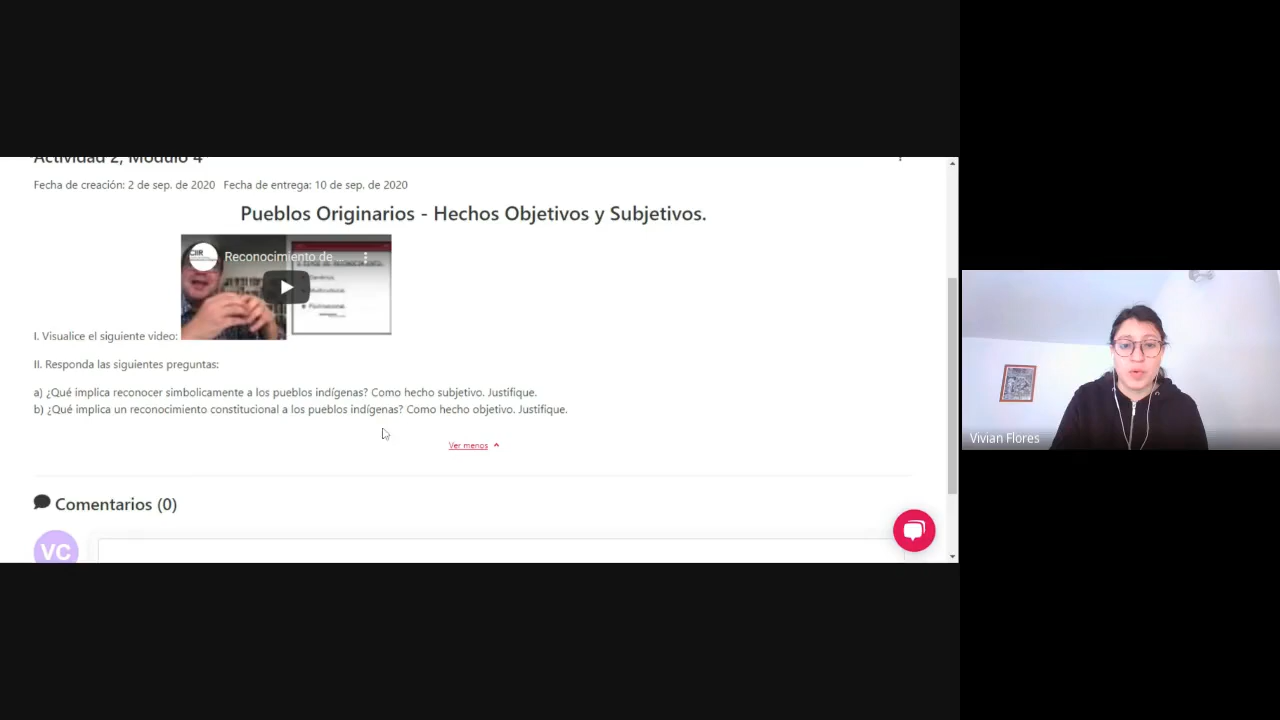 Actividad 2, Módulo 4
Fecha de creación: 2 de sep. de 2020 Fecha de entrega: 10 de sep. de 2020
Pueblos Originarios - Hechos Objetivos y Subjetivos.
CIIR
Reconocimiento de ...
I. Visualice el siguiente video:
II. Responda las siguientes preguntas:
a) ¿Qué implica reconocer simbolicamente a los pueblos indígenas? Como hecho subjetivo. Justifique.
b) ¿Qué implica un reconocimiento constitucional a los pueblos indígenas? Como hecho objetivo. Justifique.
Ver menos
Comentarios (0)
VC
Vivian Flores